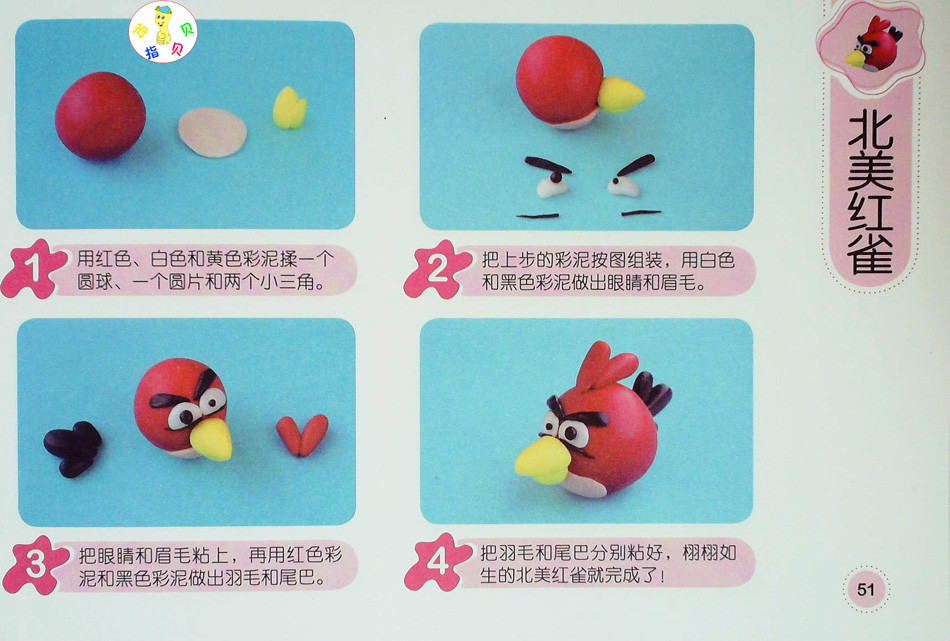 指贝贝
北美红雀
1
用红色、白色和黄色彩泥揉一个
圆球、一个圆片和两个小三角。
2
把上步的彩泥按图组装，用白色
和黑色彩泥做出眼睛和眉毛。
3
把眼睛和眉毛粘上，再用红色彩
泥和黑色彩泥做出羽毛和尾巴。
4
把羽毛和尾巴分别粘好，栩栩如
生的北美红雀就完成了！
51